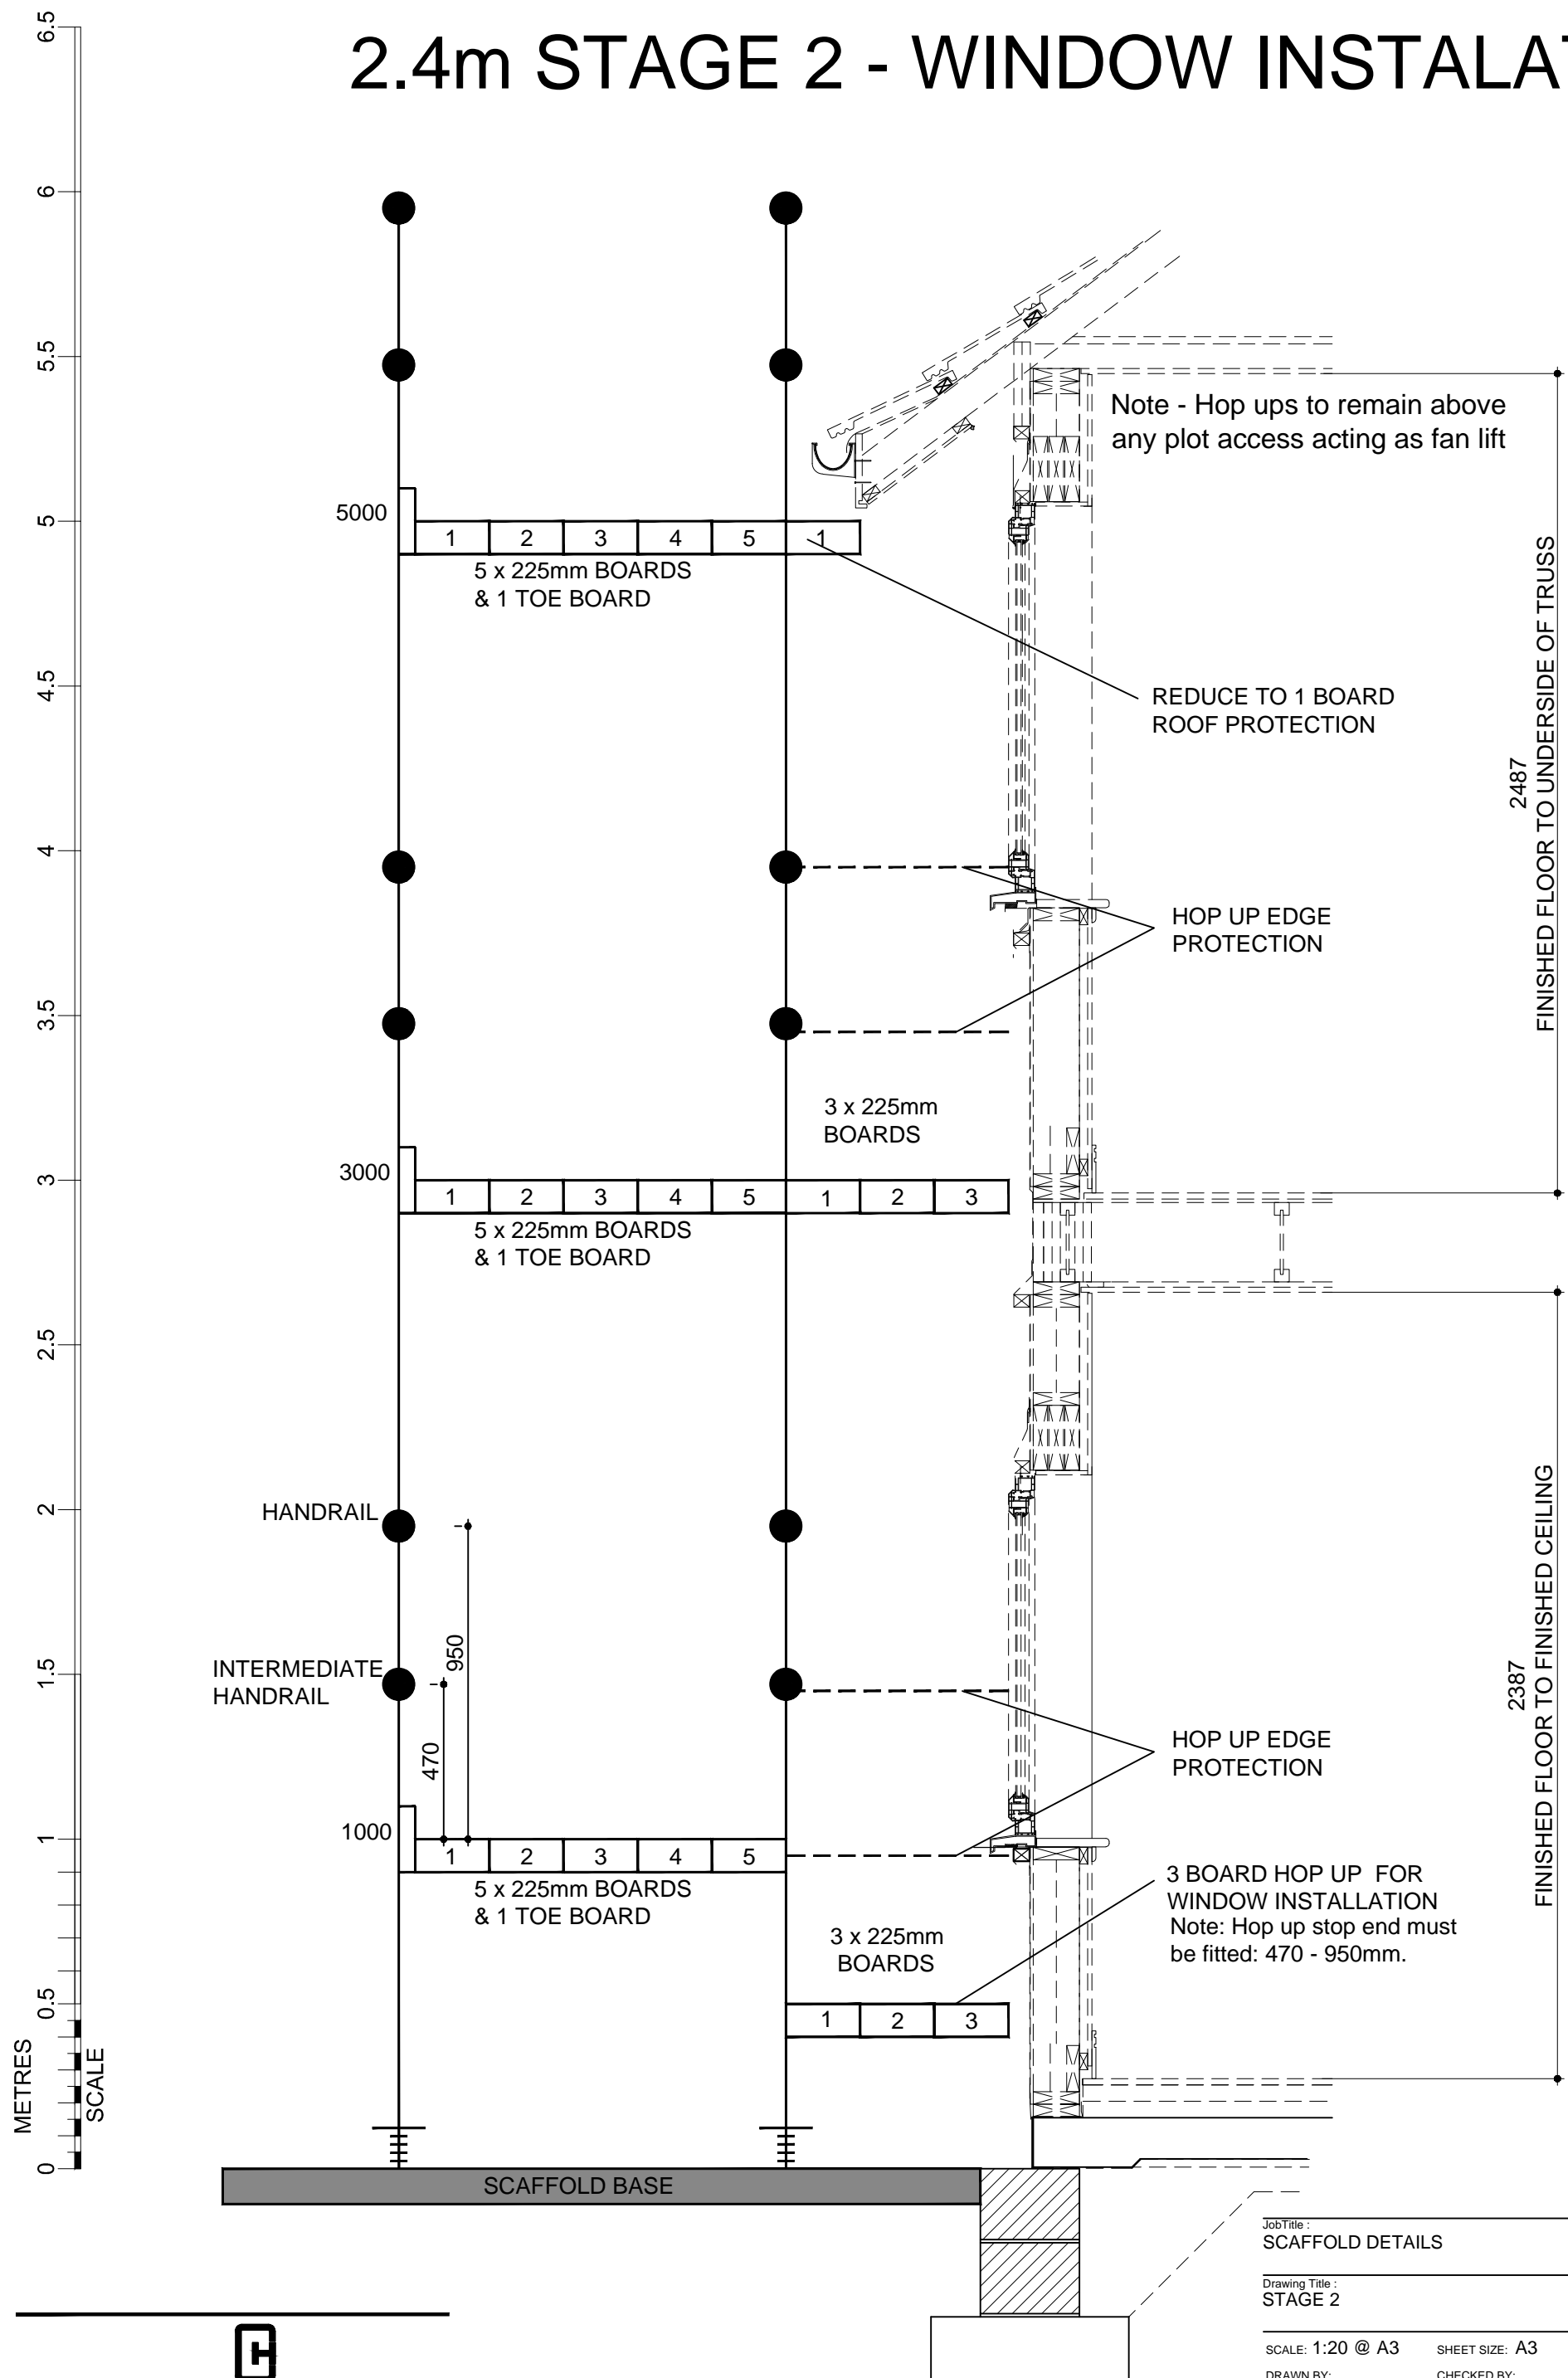 2.4m STAGE 2 - WINDOW INSTALAT
6.5
6
5.5
5
4.5
4
3.5
3
2.5
2
1.5
1
0.5
0
METRES
SCALE
Note - Hop ups to remain above
any plot access acting as fan lift
5000
1 2 3 4 5 1
5 x 225mm BOARDS
& 1 TOE BOARD
REDUCE TO 1 BOARD
ROOF PROTECTION
2487
FINISHED FLOOR TO UNDERSIDE OF TRUSS
HOP UP EDGE
PROTECTION
3 x 225mm
BOARDS
3000
1 2 3 4 5 1 2 3
5 x 225mm BOARDS
& 1 TOE BOARD
HANDRAIL
INTERMEDIATE
HANDRAIL
950
470
2387
FINISHED FLOOR TO FINISHED CEILING
HOP UP EDGE
PROTECTION
1000
1 2 3 4 5
5 x 225mm BOARDS
& 1 TOE BOARD
3 BOARD HOP UP FOR
WINDOW INSTALLATION
Note: Hop up stop end must
be fitted: 470 - 950mm.
3 x 225mm
BOARDS
1 2 3
SCAFFOLD BASE
JobTitle :
SCAFFOLD DETAILS
Drawing Title :
STAGE 2
SCALE: 1:20 @ A3 SHEET SIZE: A3
DRAWN BY: CHECKED BY: